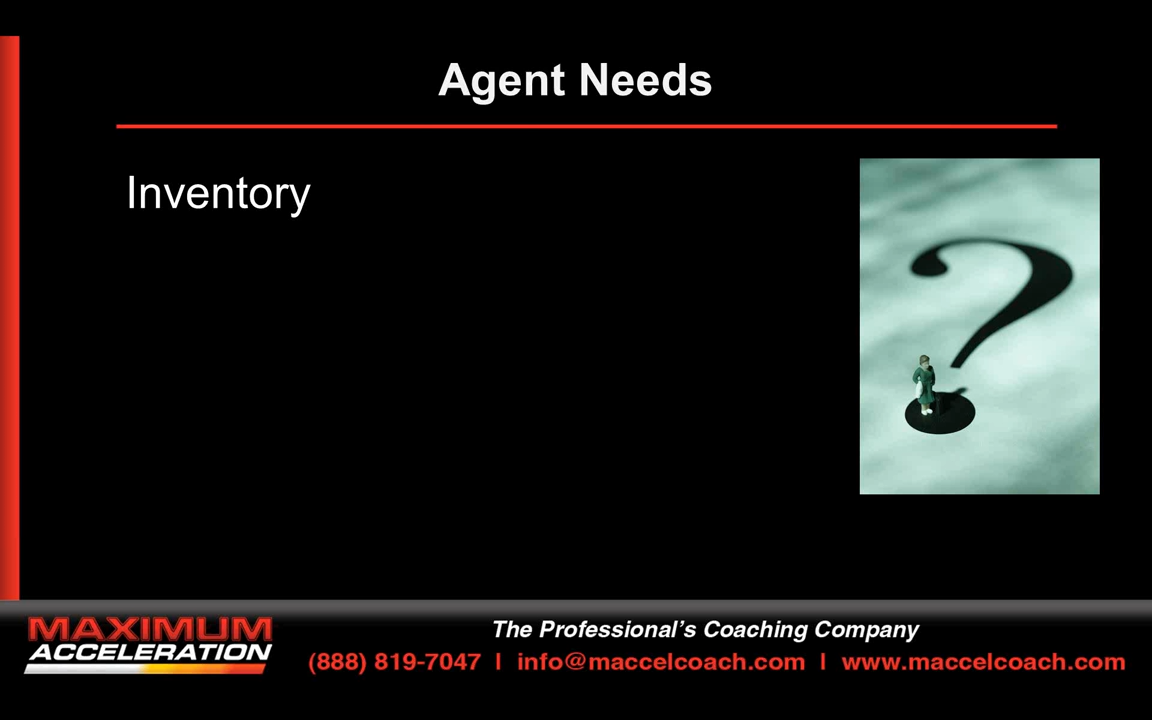 Agent Needs
Inventory
MAXIMUM
ACCELERATION
The Professional's Coaching Company
(888) 819-7047 | info@maccelcoach.com | www.maccelcoach.com